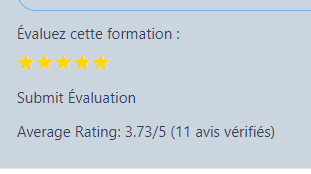 Évaluez cette formation :
★★★★★
Submit Évaluation
Average Rating: 3.73/5 (11 avis vérifiés)